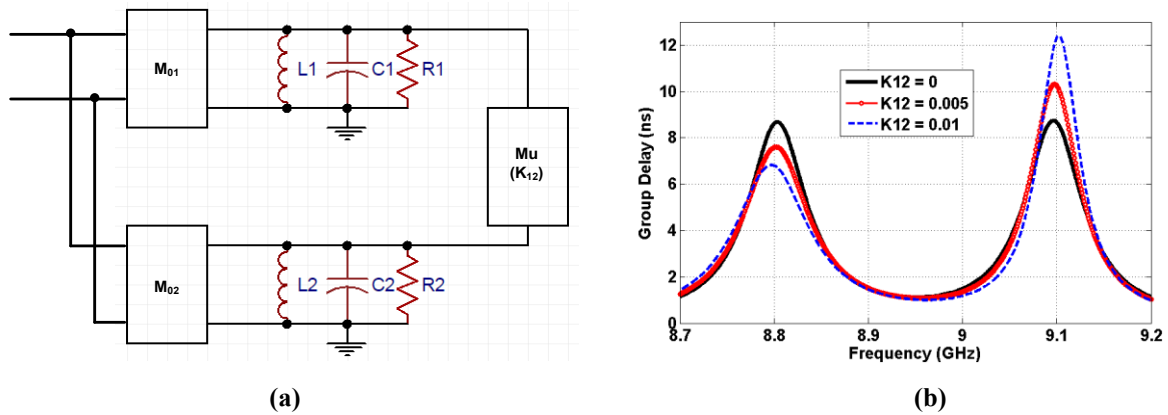 M₀₁
L1
C1
R1
Mu
(K₁₂)
M₀₂
L2
C2
R2
(a)
Group Delay (ns)
12
10
8
6
4
2
0
K12 = 0
K12 = 0.005
K12 = 0.01
8.7
8.8
8.9
9
9.1
9.2
Frequency (GHz)
(b)